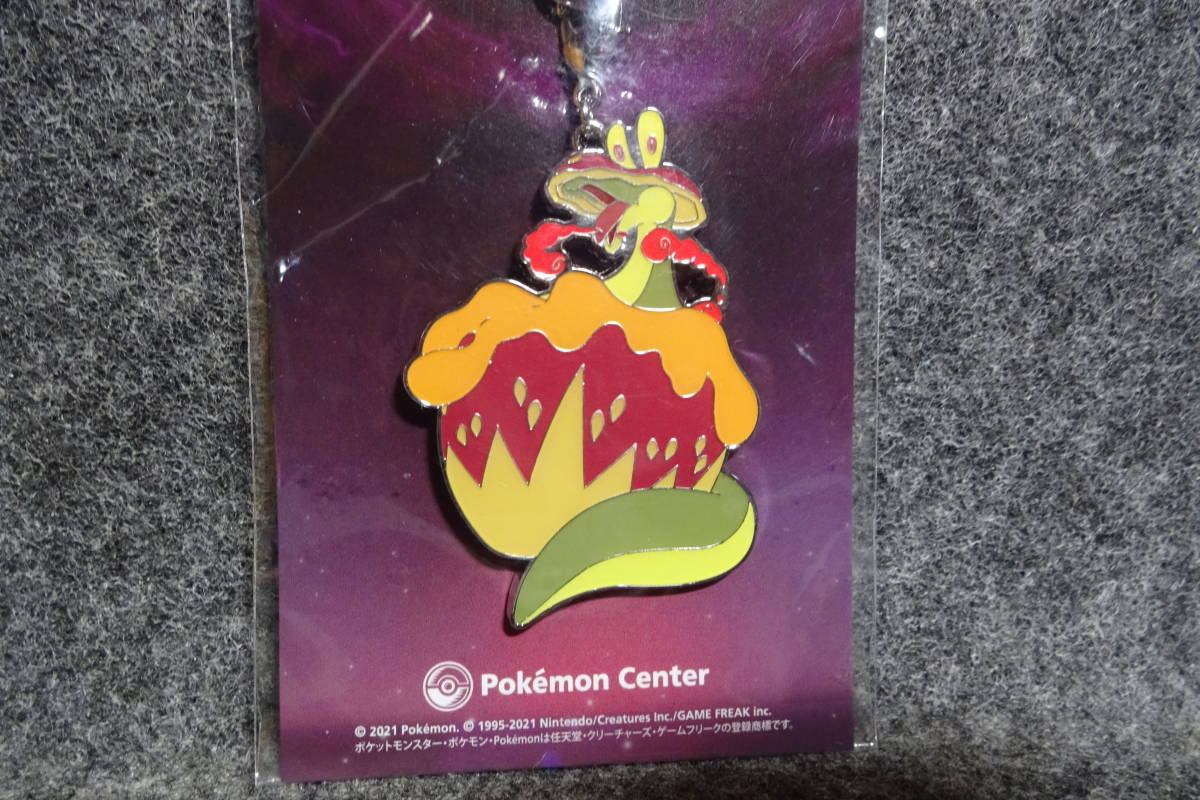 Pokémon Center
© 2021 Pokémon. © 1995-2021 Nintendo/Creatures Inc./GAME FREAK inc.
ポケットモンスター・ポケモン・Pokémonは任天堂・クリーチャーズ・ゲームフリークの登録商標です。